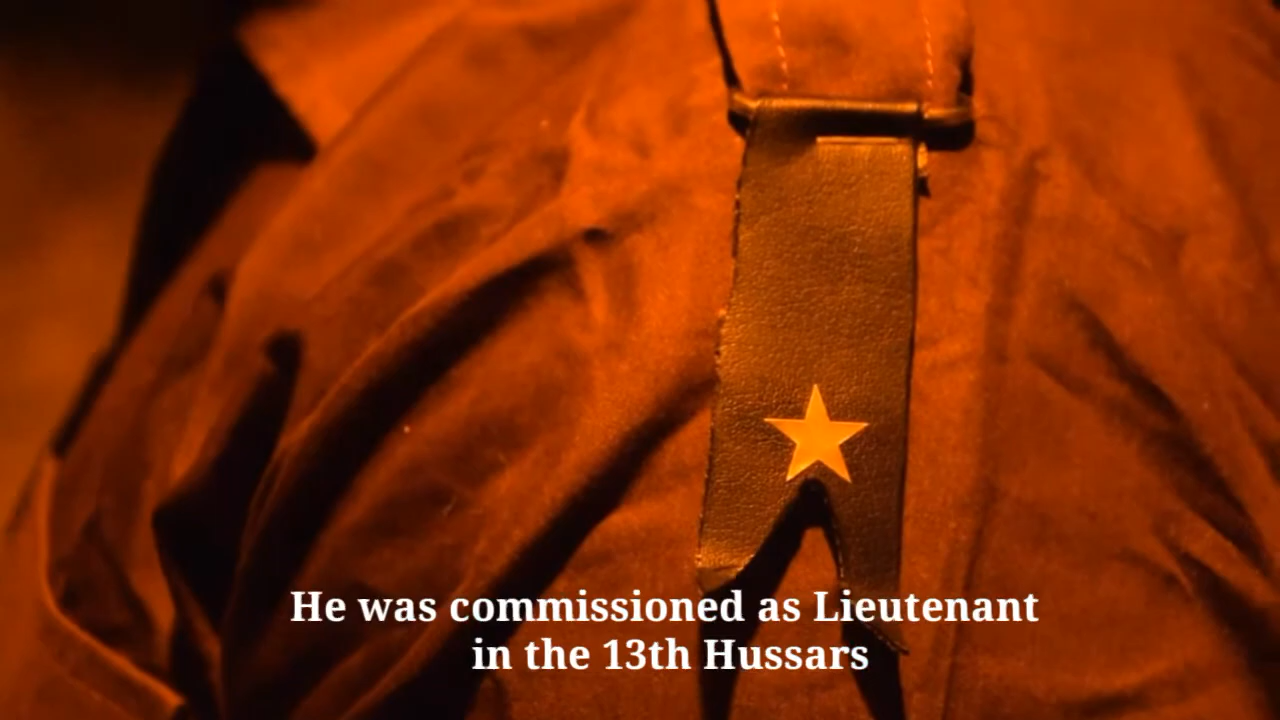 He was commissioned as Lieutenant
in the 13th Hussars